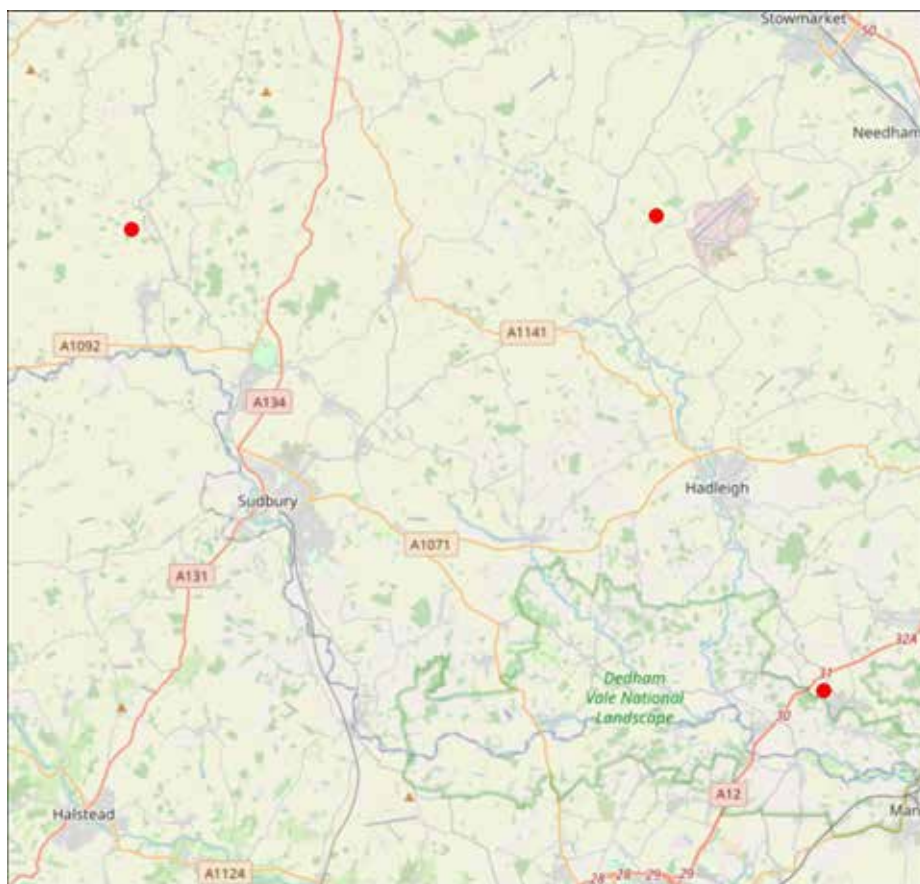 Stowmarket
50
Needham
A1141
A1092
A134
Hadleigh
Sudbury
A1071
A131
32A
31
Dedham
Vale National
Landscape
30
A12
Halstead
Man
A1124
28
28
29
29